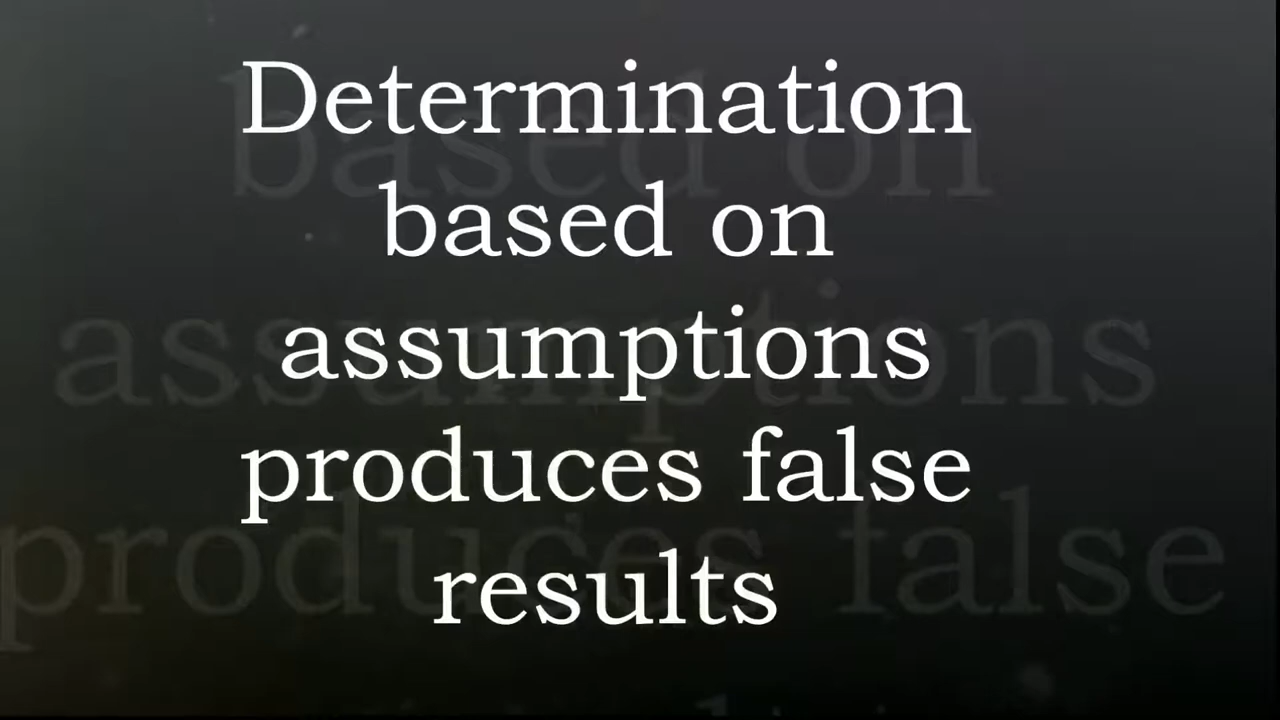 Determination
based on
assumptions
produces false
results